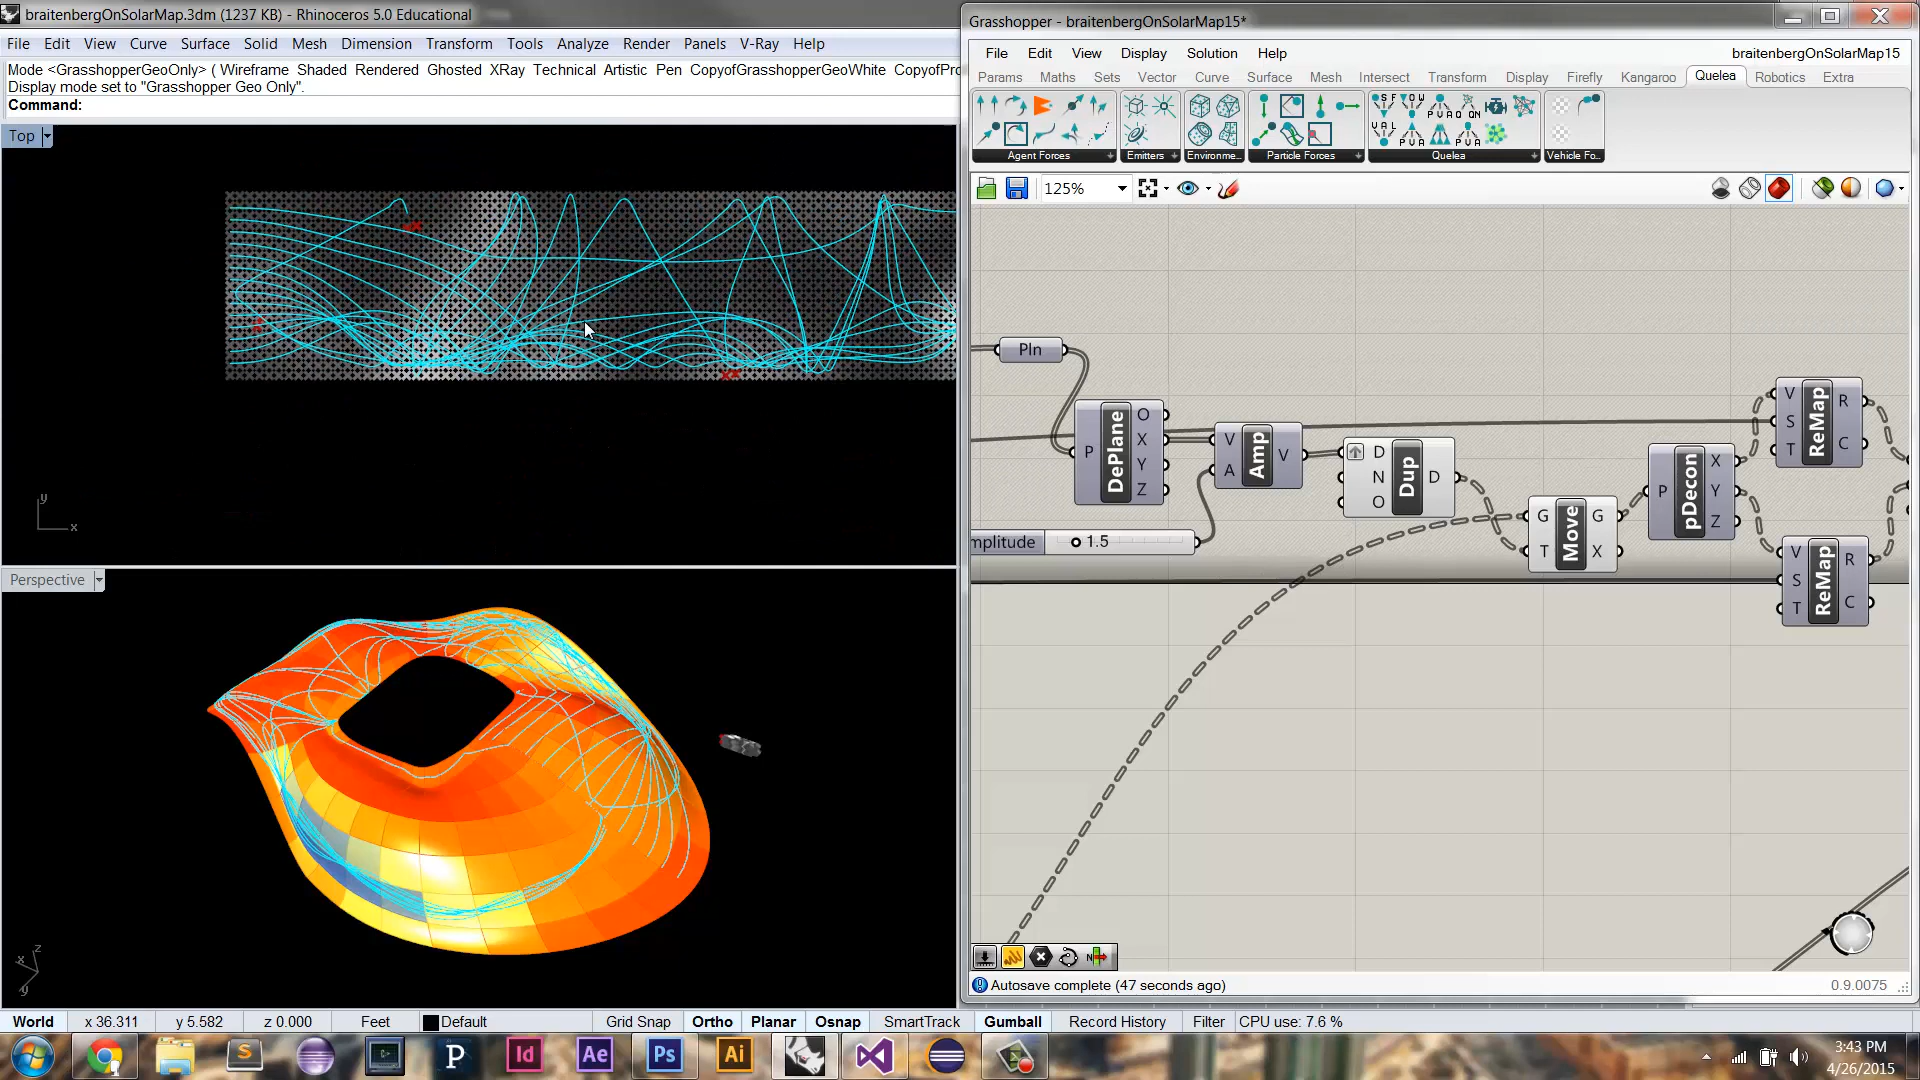 braitenbergOnSolarMap.3dm (1237 KB) - Rhinoceros 5.0 Educational
File Edit View Curve Surface Solid Mesh Dimension Transform Tools Analyze Render Panels V-Ray Help
Mode <GrasshopperGeoOnly> ( Wireframe Shaded Rendered Ghosted XRay Technical Artistic Pen CopyofGrasshopperGeoWhite CopyofPro
Display mode set to "Grasshopper Geo Only".
Command:
Top
y
x
Perspective
z
x
y
Grasshopper - braitenbergOnSolarMap15*
File Edit View Display Solution Help
braitenbergOnSolarMap15
Params Maths Sets Vector Curve Surface Mesh Intersect Transform Display Firefly Kangaroo Quelea Robotics Extra
Agent Forces
Emitters
Environme...
Particle Forces
Quelea
Vehicle Fo...
125%
Pln
P DePlane O X Y Z
V A Amp V
mplitude 1.5
D N O Dup D
G T Move G X
P pDecon X Y Z
V S T ReMap R C
V S T ReMap R C
Autosave complete (47 seconds ago)
0.9.0075
World x 36.311 y 5.582 z 0.000 Feet Default Grid Snap Ortho Planar Osnap SmartTrack Gumball Record History Filter CPU use: 7.6 %
S P Id Ae Ps Ai
3:43 PM
4/26/2015